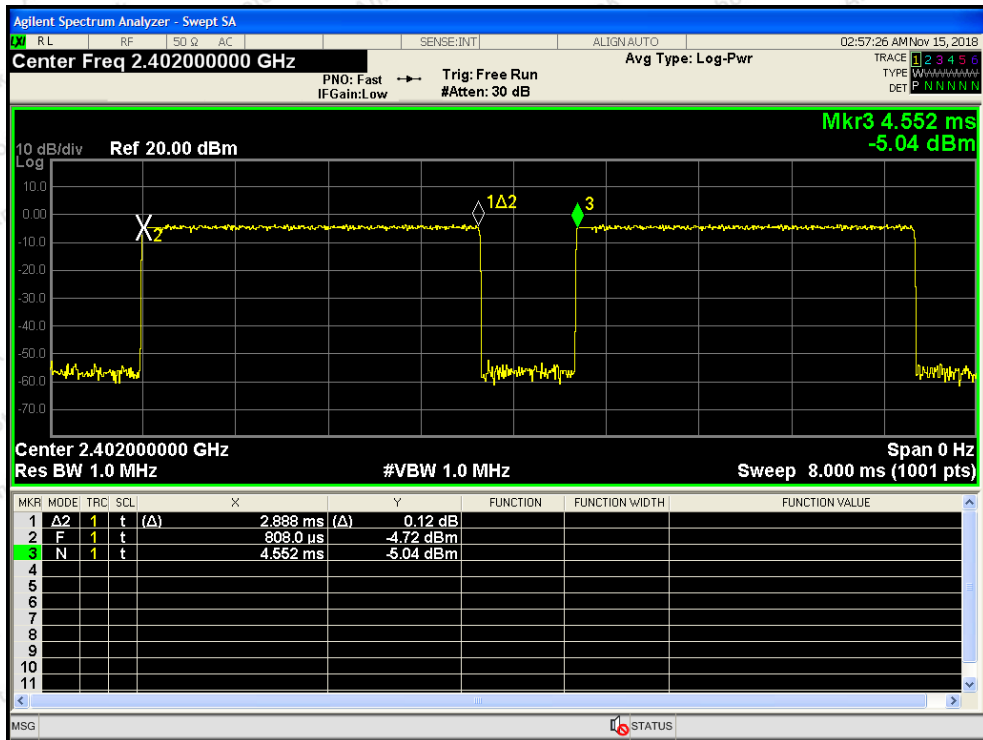 Agilent Spectrum Analyzer - Swept SA
LXI RL RF 50 Ω AC SENSE:INT ALIGN AUTO 02:57:26 AM Nov 15, 2018
Center Freq 2.402000000 GHz Avg Type: Log-Pwr TRACE 1 2 3 4 5 6
PNO: Fast Trig: Free Run TYPE WWWWWW
IFGain:Low #Atten: 30 dB DET P N N N N N
Mkr3 4.552 ms
10 dB/div Ref 20.00 dBm -5.04 dBm
Log
10.0
0.00 1Δ2 3
-10.0 2
-20.0
-30.0
-40.0
-50.0
-60.0
-70.0
Center 2.402000000 GHz Span 0 Hz
Res BW 1.0 MHz #VBW 1.0 MHz Sweep 8.000 ms (1001 pts)
MKR MODE TRC SCL X Y FUNCTION FUNCTION WIDTH FUNCTION VALUE
1 Δ2 1 t (Δ) 2.888 ms (Δ) 0.12 dB
2 F 1 t 808.0 µs -4.72 dBm
3 N 1 t 4.552 ms -5.04 dBm
4
5
6
7
8
9
10
11
MSG STATUS